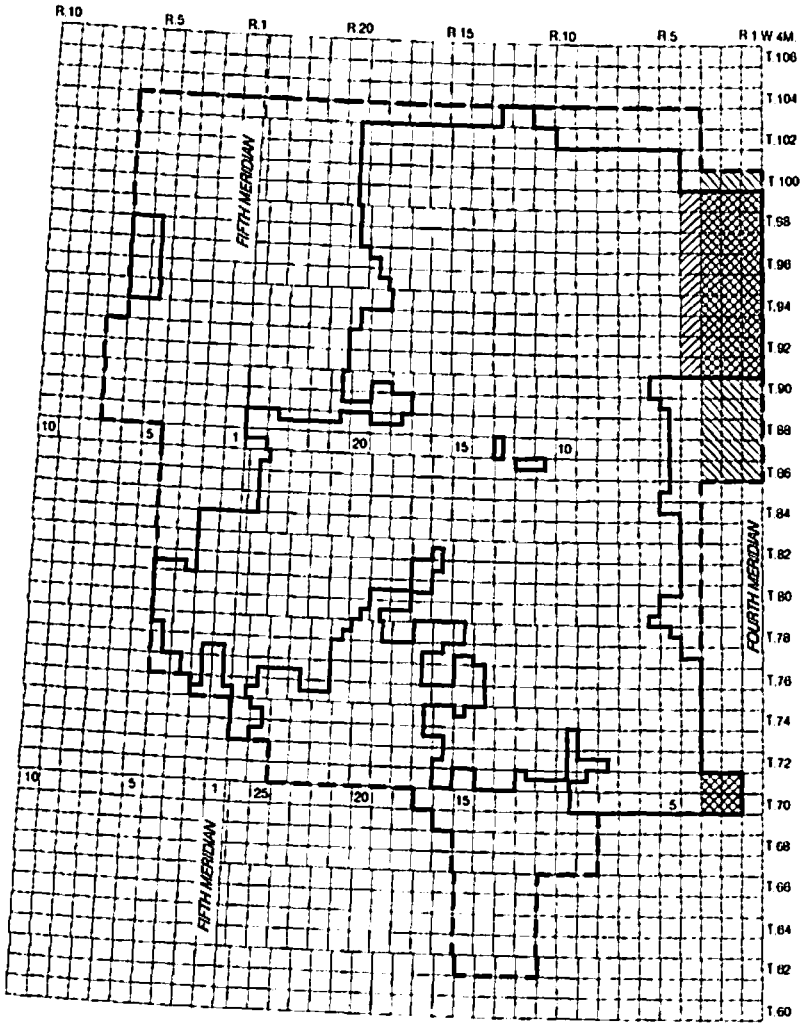 R.10 R.5 R.1 R.20 R.15 R.10 R.5 R 1 W 4M.
T.106
T.104
T.102
T 100
T.98
T.96
T.94
T.92
T.90
T.88
T.86
T.84
T.82
T 80
T 78
T.76
T.74
T.72
T 70
T 68
T 66
T.64
T 62
T.60
FIFTH MERIDIAN
10 5 1 20 15 10
FOURTH MERIDIAN
10 5 1 25 20 15 5
FIFTH MERIDIAN